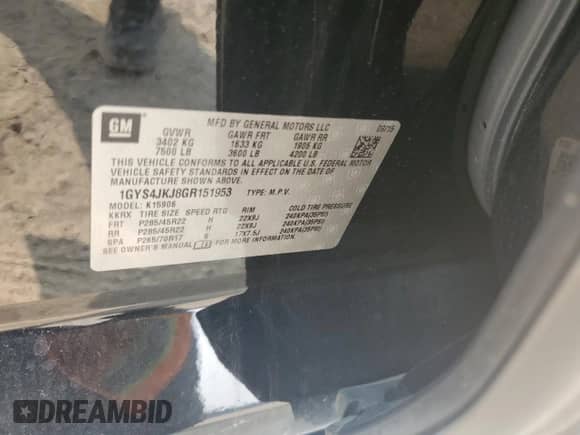 GM
MFD BY GENERAL MOTORS LLC
09/15
GVWR GAWR FRT GAWR RR
3402 KG 1633 KG 1905 KG
7500 LB 3600 LB 4200 LB
THIS VEHICLE CONFORMS TO ALL APPLICABLE U.S. FEDERAL MOTOR
VEHICLE SAFETY, BUMPER, AND THEFT PREVENTION STANDARDS IN
EFFECT ON THE DATE OF MANUFACTURE SHOWN ABOVE.
1GYS4JKJ8GR151953 TYPE: M.P.V.
MODEL: K15906
KKRX TIRE SIZE SPEED RTG RIM COLD TIRE PRESSURE
FRT P285/45R22 H 22X9J 240KPA(35PSI)
RR P285/45R22 H 22X9J 240KPA(35PSI)
SPA P265/70R17 S 17X7.5J 240KPA(35PSI)
SEE OWNER'S MANUAL FOR MORE INFORMATION.
DREAMBID